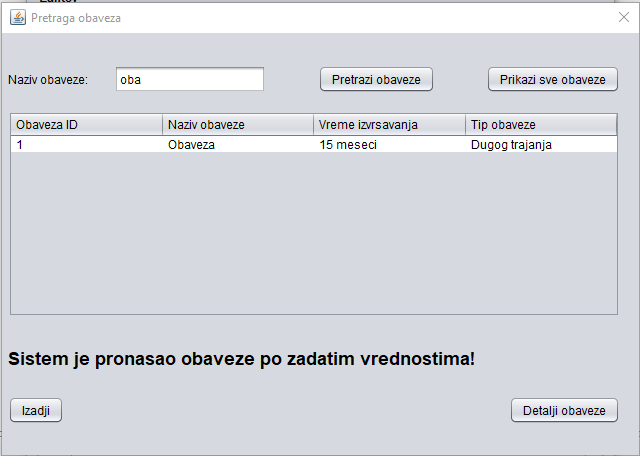 Pretraga obaveza
Naziv obaveze: oba Pretrazi obaveze Prikazi sve obaveze
Obaveza ID Naziv obaveze Vreme izvrsavanja Tip obaveze
1 Obaveza 15 meseci Dugog trajanja
Sistem je pronasao obaveze po zadatim vrednostima!
Izadji Detalji obaveze